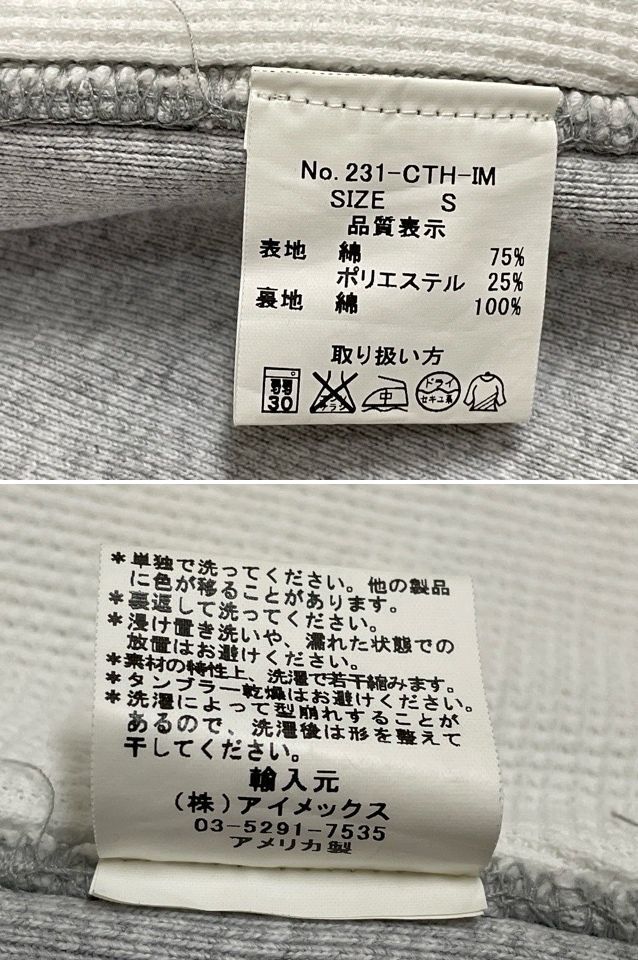 No. 231-CTH-IM
SIZE S
品質表示
表地 綿 75%
ポリエステル 25%
裏地 綿 100%
取り扱い方
弱
30
エンソ
サラシ
中
ドライ
セキユ系
*単独で洗ってください。他の製品
に色が移ることがあります。
*裏返して洗ってください。
*浸け置き洗いや、濡れた状態での
放置はお避けください。
*素材の特性上、洗濯で若干縮みます。
*タンブラー乾燥はお避けください。
*洗濯によって型崩れすることが
あるので、洗濯後は形を整えて
干してください。
輸入元
(株)アイメックス
03-5291-7535
アメリカ製